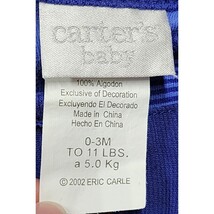 carter's
baby
100% Algodon
Exclusive of Decoration
Excluyendo El Decorado
Made in China
Hecho En China
0-3M
TO 11 LBS.
a 5.0 Kg
© 2002 ERIC CARLE